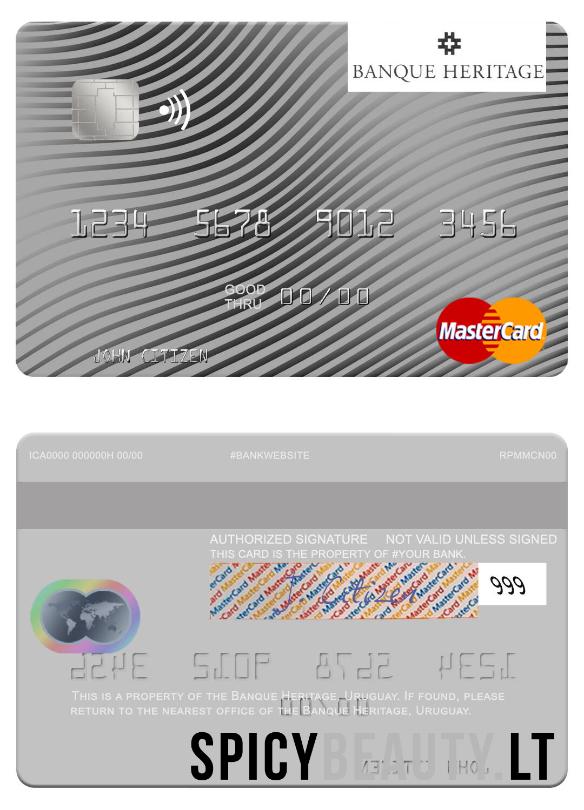 BANQUE HERITAGE
1234 5678 9012 3456
GOOD
THRU 00/00
MasterCard
JOHN CITIZEN
ICA0000 000000H 00/00 #BANKWEBSITE RPMMCN00
AUTHORIZED SIGNATURE NOT VALID UNLESS SIGNED
THIS CARD IS THE PROPERTY OF #YOUR BANK.
J. Citizen 999
This is a property of the Banque Heritage, Uruguay. If found, please
return to the nearest office of the Banque Heritage, Uruguay.
SPICYBEAUTY.LT